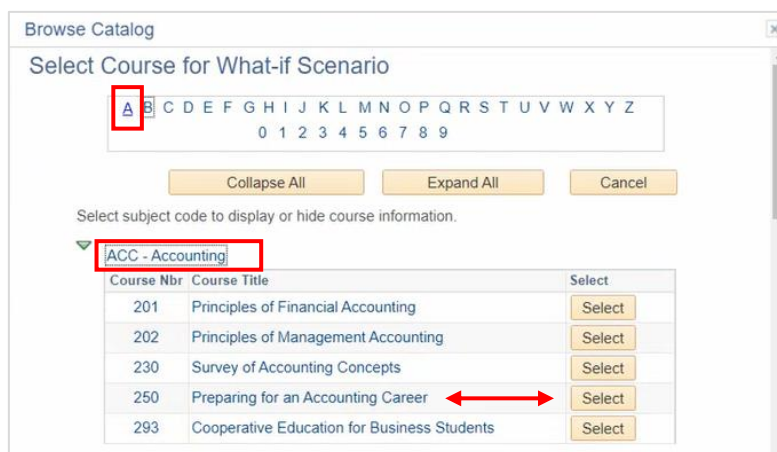 Browse Catalog
Select Course for What-if Scenario
A B C D E F G H I J K L M N O P Q R S T U V W X Y Z
0 1 2 3 4 5 6 7 8 9
Collapse All Expand All Cancel
Select subject code to display or hide course information.
ACC - Accounting
Course Nbr Course Title Select
201 Principles of Financial Accounting Select
202 Principles of Management Accounting Select
230 Survey of Accounting Concepts Select
250 Preparing for an Accounting Career Select
293 Cooperative Education for Business Students Select